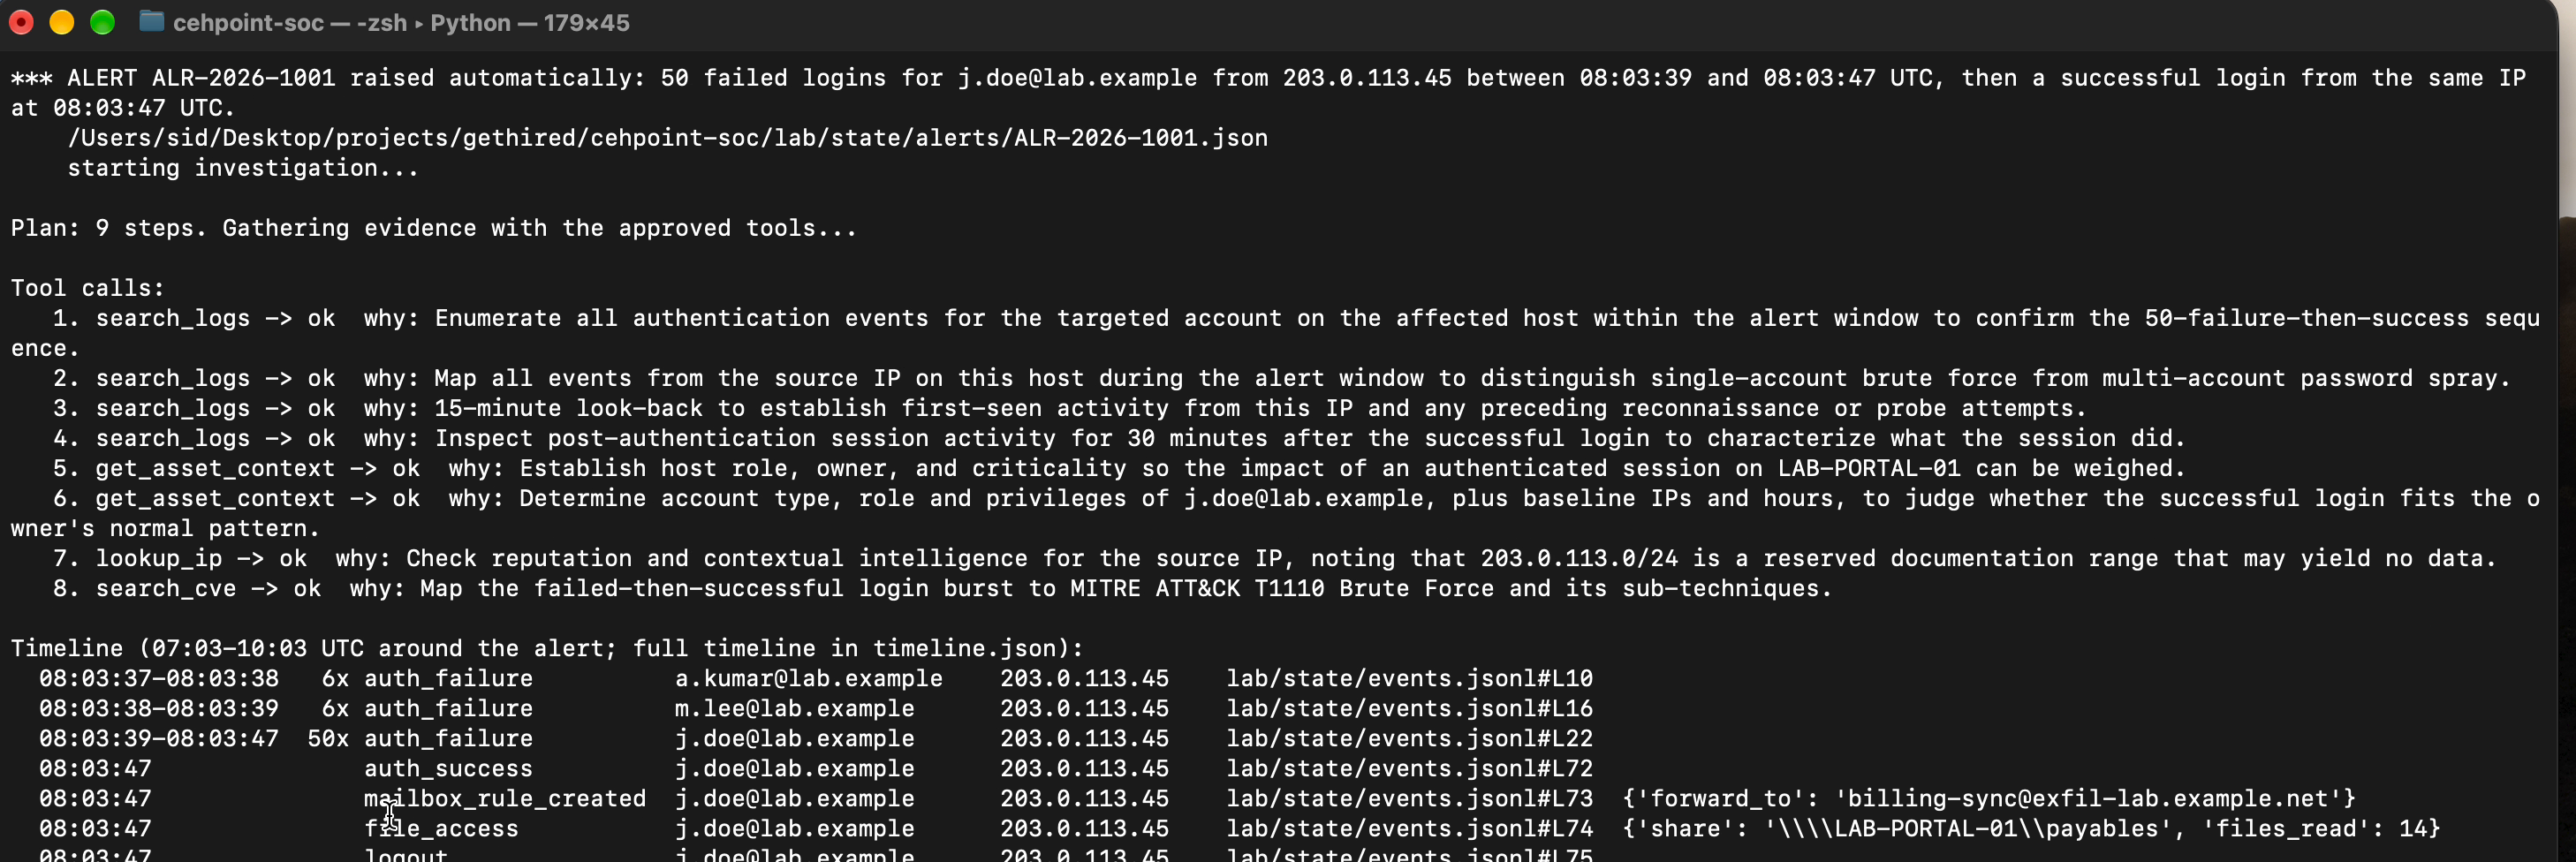 cehpoint-soc — -zsh ▸ Python — 179×45
*** ALERT ALR-2026-1001 raised automatically: 50 failed logins for j.doe@lab.example from 203.0.113.45 between 08:03:39 and 08:03:47 UTC, then a successful login from the same IP
at 08:03:47 UTC.
    /Users/sid/Desktop/projects/gethired/cehpoint-soc/lab/state/alerts/ALR-2026-1001.json
    starting investigation...
Plan: 9 steps. Gathering evidence with the approved tools...
Tool calls:
   1. search_logs -> ok  why: Enumerate all authentication events for the targeted account on the affected host within the alert window to confirm the 50-failure-then-success sequ
ence.
   2. search_logs -> ok  why: Map all events from the source IP on this host during the alert window to distinguish single-account brute force from multi-account password spray.
   3. search_logs -> ok  why: 15-minute look-back to establish first-seen activity from this IP and any preceding reconnaissance or probe attempts.
   4. search_logs -> ok  why: Inspect post-authentication session activity for 30 minutes after the successful login to characterize what the session did.
   5. get_asset_context -> ok  why: Establish host role, owner, and criticality so the impact of an authenticated session on LAB-PORTAL-01 can be weighed.
   6. get_asset_context -> ok  why: Determine account type, role and privileges of j.doe@lab.example, plus baseline IPs and hours, to judge whether the successful login fits the o
wner's normal pattern.
   7. lookup_ip -> ok  why: Check reputation and contextual intelligence for the source IP, noting that 203.0.113.0/24 is a reserved documentation range that may yield no data.
   8. search_cve -> ok  why: Map the failed-then-successful login burst to MITRE ATT&CK T1110 Brute Force and its sub-techniques.
Timeline (07:03-10:03 UTC around the alert; full timeline in timeline.json):
  08:03:37-08:03:38   6x auth_failure          a.kumar@lab.example    203.0.113.45    lab/state/events.jsonl#L10
  08:03:38-08:03:39   6x auth_failure          m.lee@lab.example      203.0.113.45    lab/state/events.jsonl#L16
  08:03:39-08:03:47  50x auth_failure          j.doe@lab.example      203.0.113.45    lab/state/events.jsonl#L22
  08:03:47               auth_success          j.doe@lab.example      203.0.113.45    lab/state/events.jsonl#L72
  08:03:47               mailbox_rule_created  j.doe@lab.example      203.0.113.45    lab/state/events.jsonl#L73  {'forward_to': 'billing-sync@exfil-lab.example.net'}
  08:03:47               file_access           j.doe@lab.example      203.0.113.45    lab/state/events.jsonl#L74  {'share': '\\\\LAB-PORTAL-01\\payables', 'files_read': 14}
  08:03:47               logout                j.doe@lab.example      203.0.113.45    lab/state/events.jsonl#L75